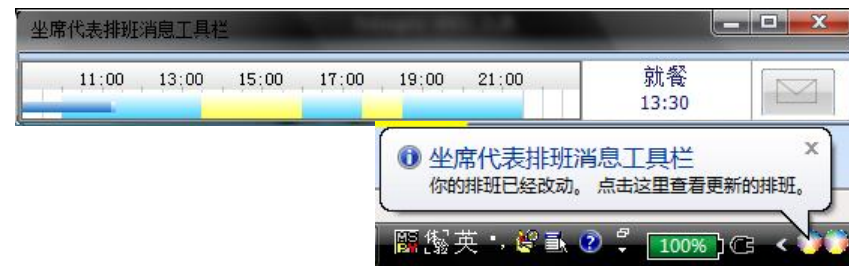 坐席代表排班消息工具栏
11:00 13:00 15:00 17:00 19:00 21:00
就餐
13:30
坐席代表排班消息工具栏
你的排班已经改动。 点击这里查看更新的排班。
英
100%